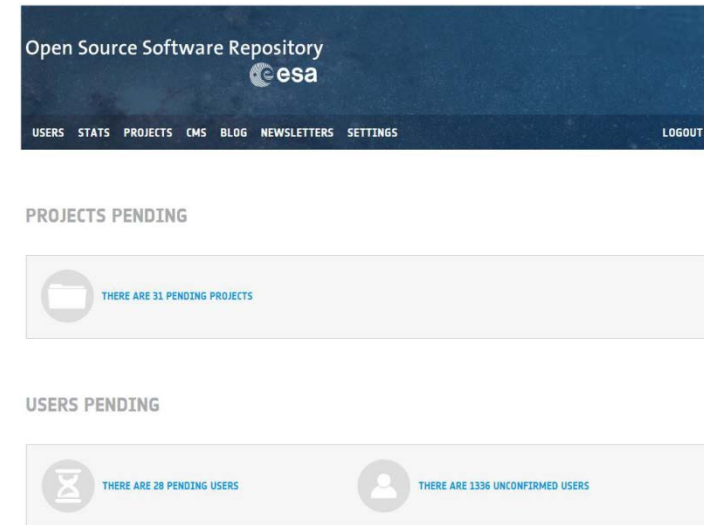 Open Source Software Repository
esa
USERS STATS PROJECTS CMS BLOG NEWSLETTERS SETTINGS LOGOUT
PROJECTS PENDING
THERE ARE 31 PENDING PROJECTS
USERS PENDING
THERE ARE 28 PENDING USERS THERE ARE 1336 UNCONFIRMED USERS